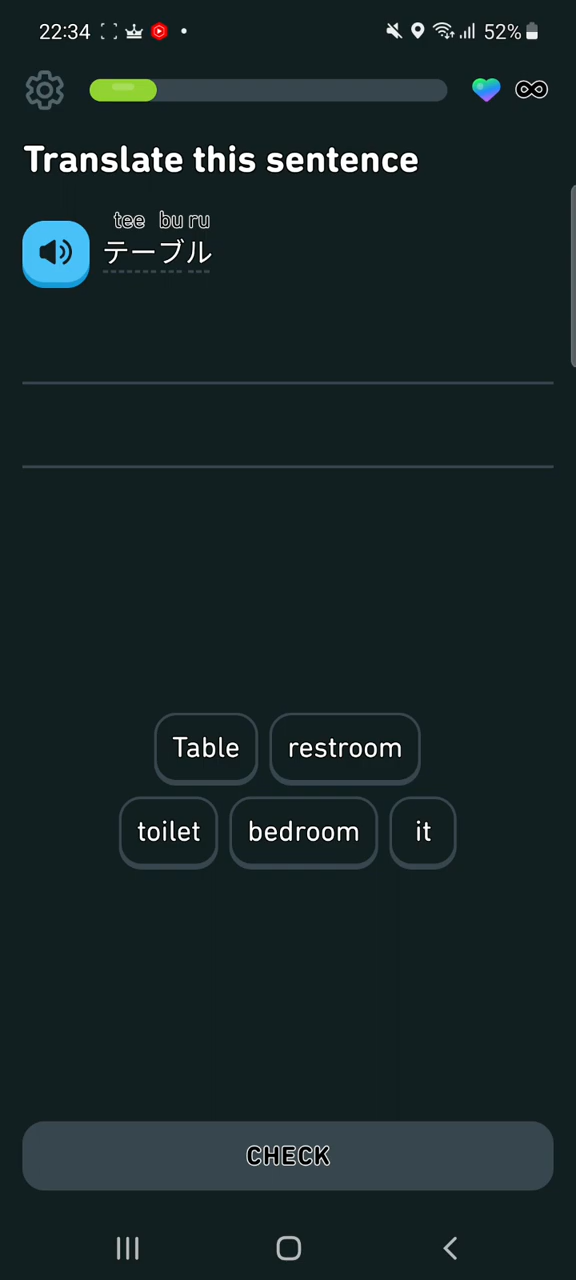 22:34 52%
Translate this sentence
tee bu ru
テーブル
Table restroom
toilet bedroom it
CHECK